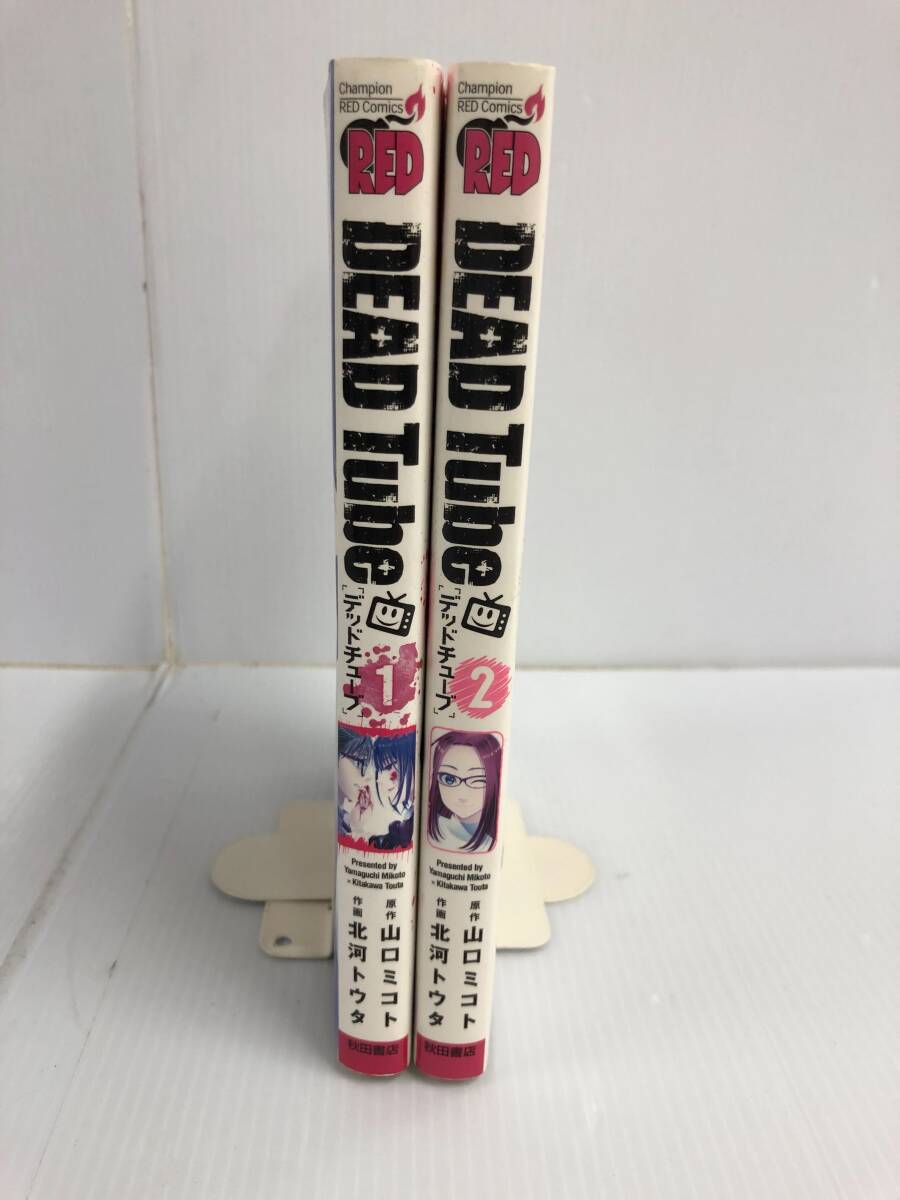 Champion
RED Comics
RED
DEAD Tube
[デッドチューブ]
1
Presented by
Yamaguchi Mikoto
× Kitakawa Touta
原作 山口ミコト
作画 北河トウタ
秋田書店
Champion
RED Comics
RED
DEAD Tube
[デッドチューブ]
2
Presented by
Yamaguchi Mikoto
× Kitakawa Touta
原作 山口ミコト
作画 北河トウタ
秋田書店